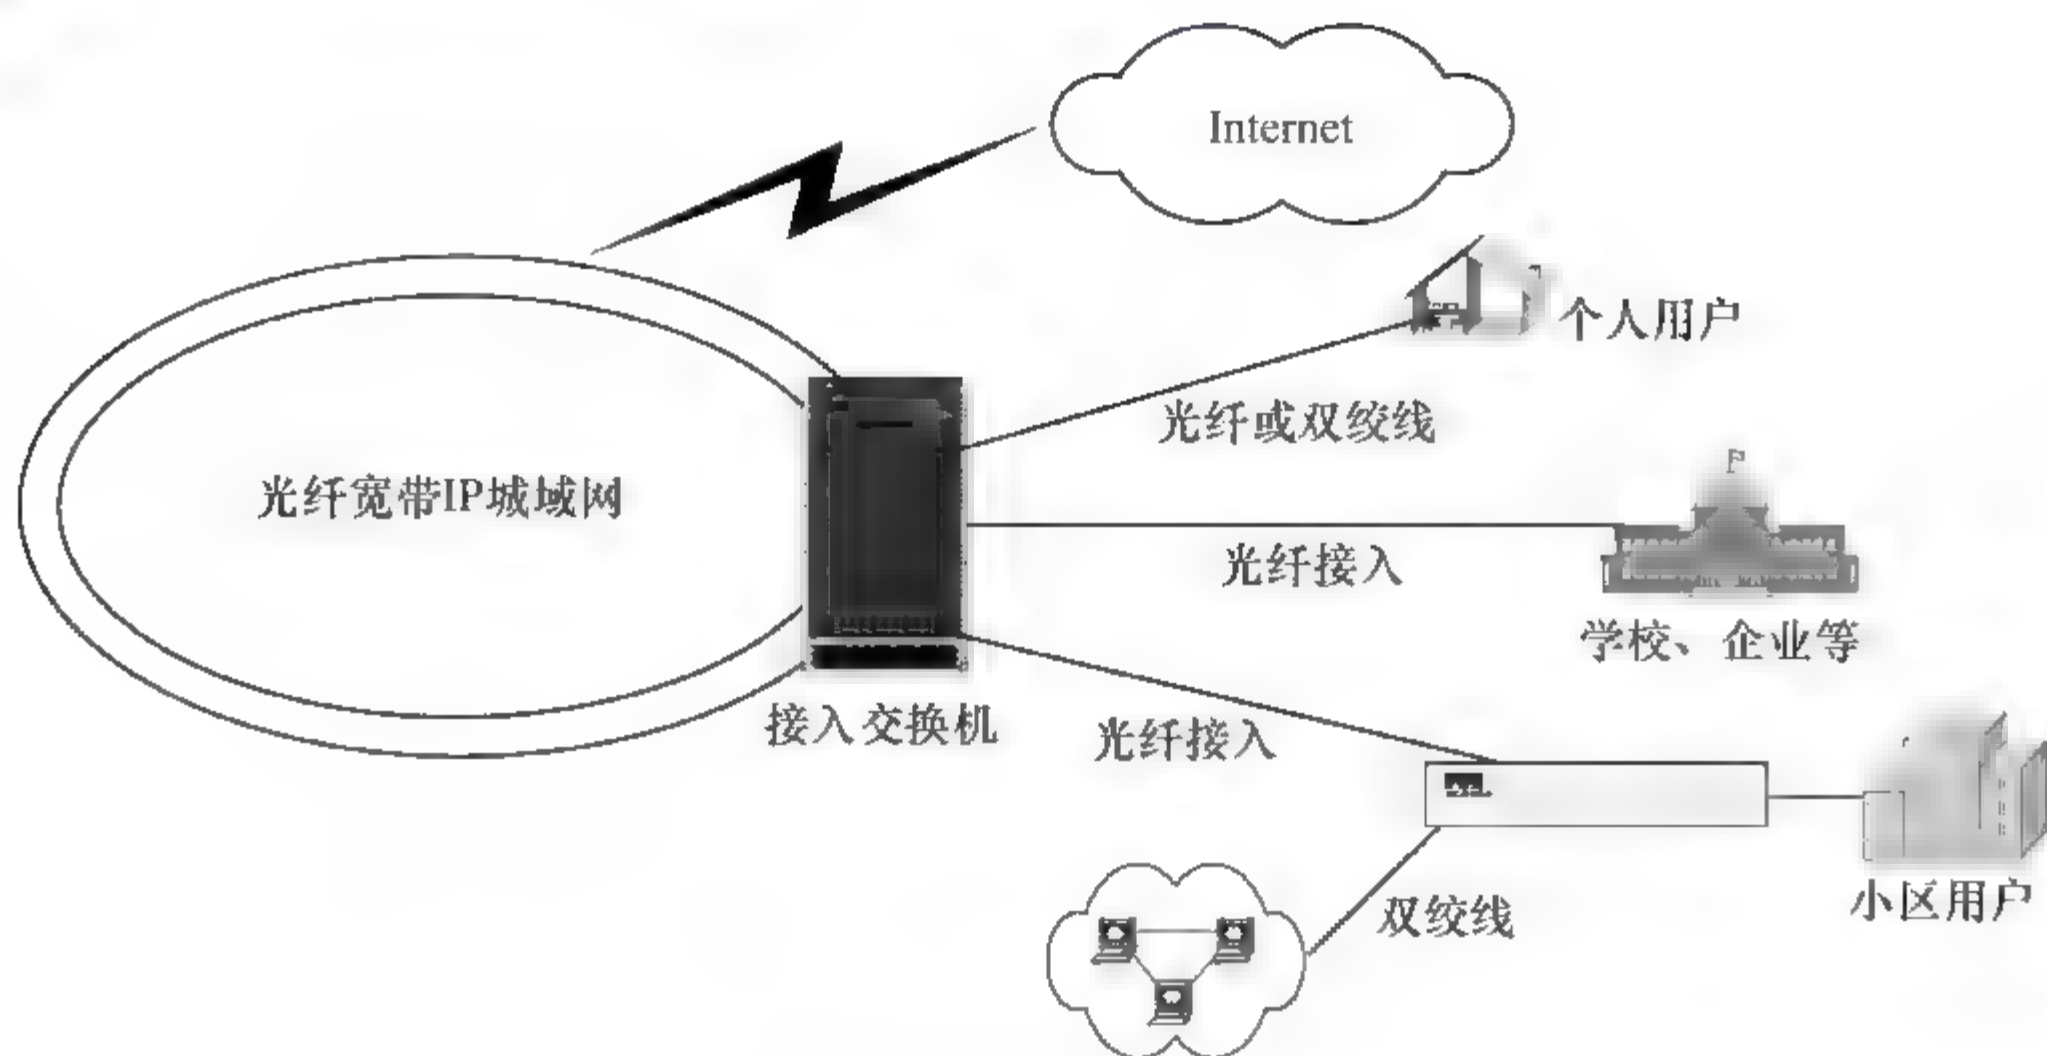 Internet
个人用户
光纤或双绞线
光纤宽带IP城域网
光纤接入
学校、企业等
接入交换机
光纤接入
小区用户
双绞线